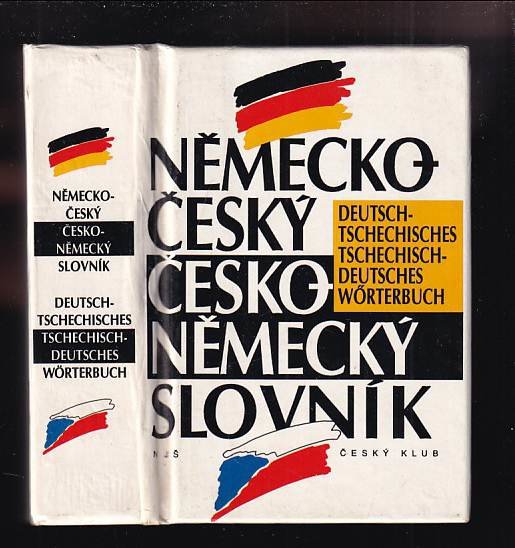 NĚMECKO-
ČESKÝ
ČESKO-
NĚMECKÝ
SLOVNÍK
DEUTSCH-
TSCHECHISCHES
TSCHECHISCH-
DEUTSCHES
WÖRTERBUCH
NĚMECKO-
ČESKÝ
ČESKO-
NĚMECKÝ
SLOVNÍK
DEUTSCH-
TSCHECHISCHES
TSCHECHISCH-
DEUTSCHES
WÖRTERBUCH
ČESKÝ KLUB